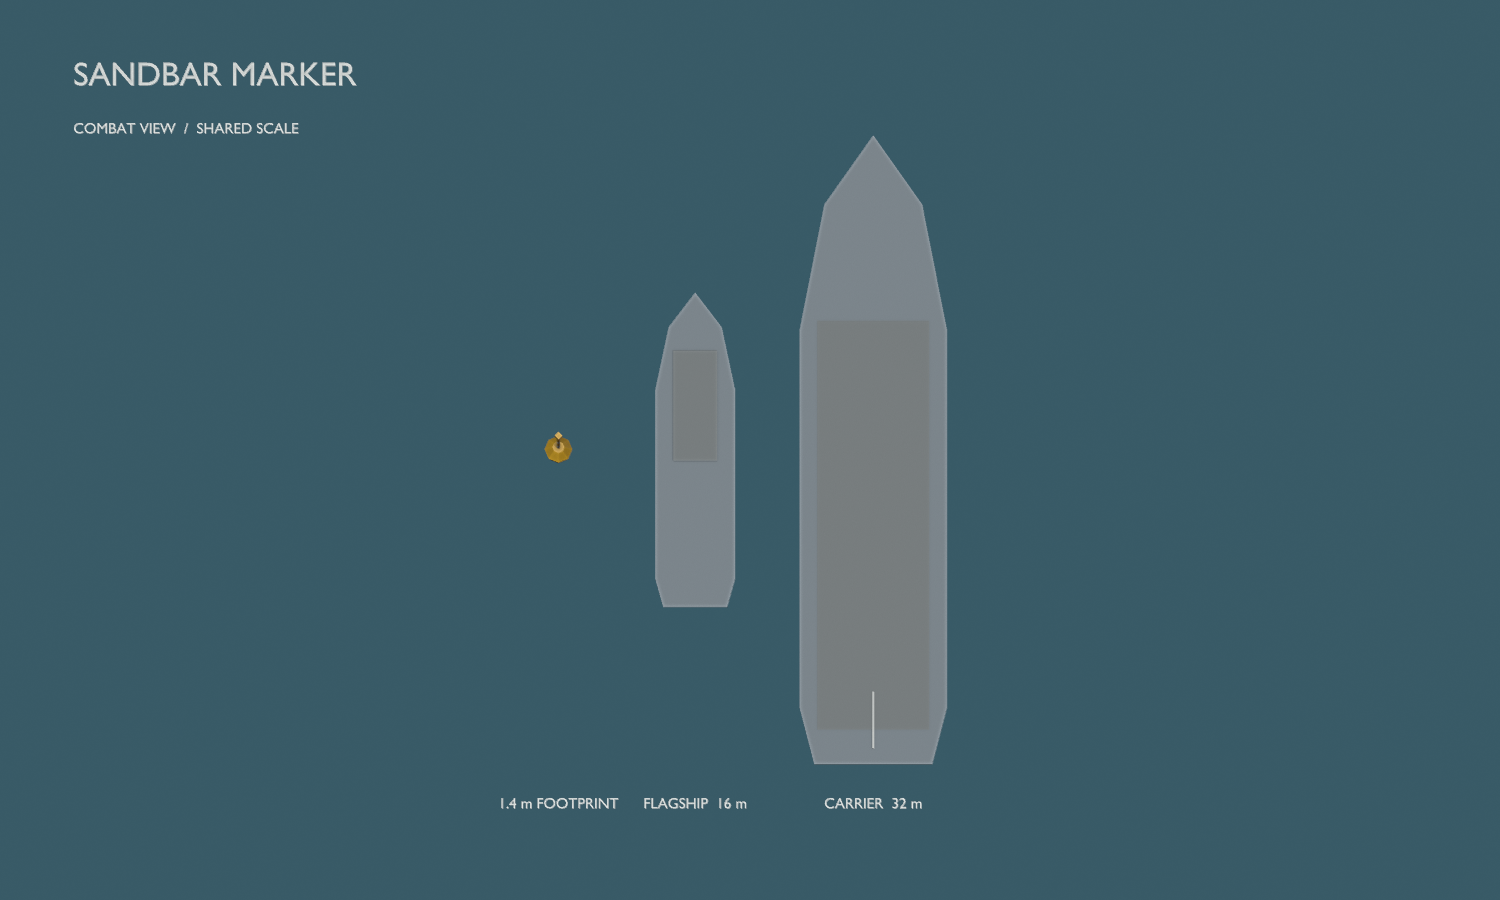 SANDBAR MARKER
COMBAT VIEW / SHARED SCALE
1.4 m FOOTPRINT
FLAGSHIP 16 m
CARRIER 32 m